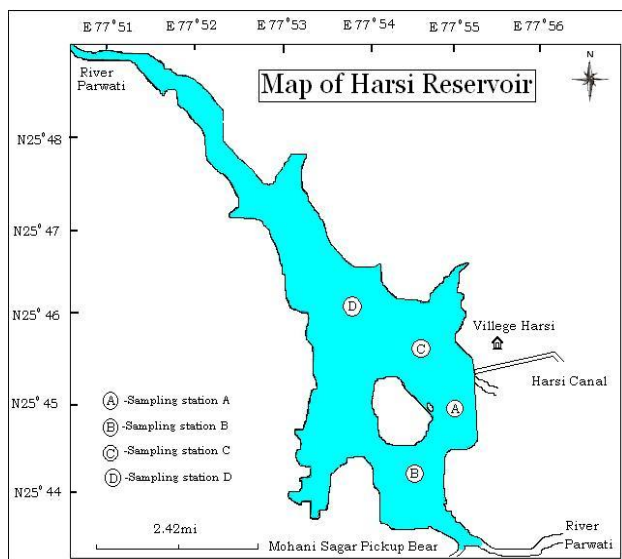 E 77°51 E 77°52 E 77°53 E 77°54 E 77°55 E 77°56
River
Parwati
Map of Harsi Reservoir
N
N25°48
N25°47
N25°46
N25°45
N25°44
D
C
A
B
Villege Harsi
Harsi Canal
A -Sampling station A
B -Sampling station B
C -Sampling station C
D -Sampling station D
2.42mi
Mohani Sagar Pickup Bear
River
Parwati